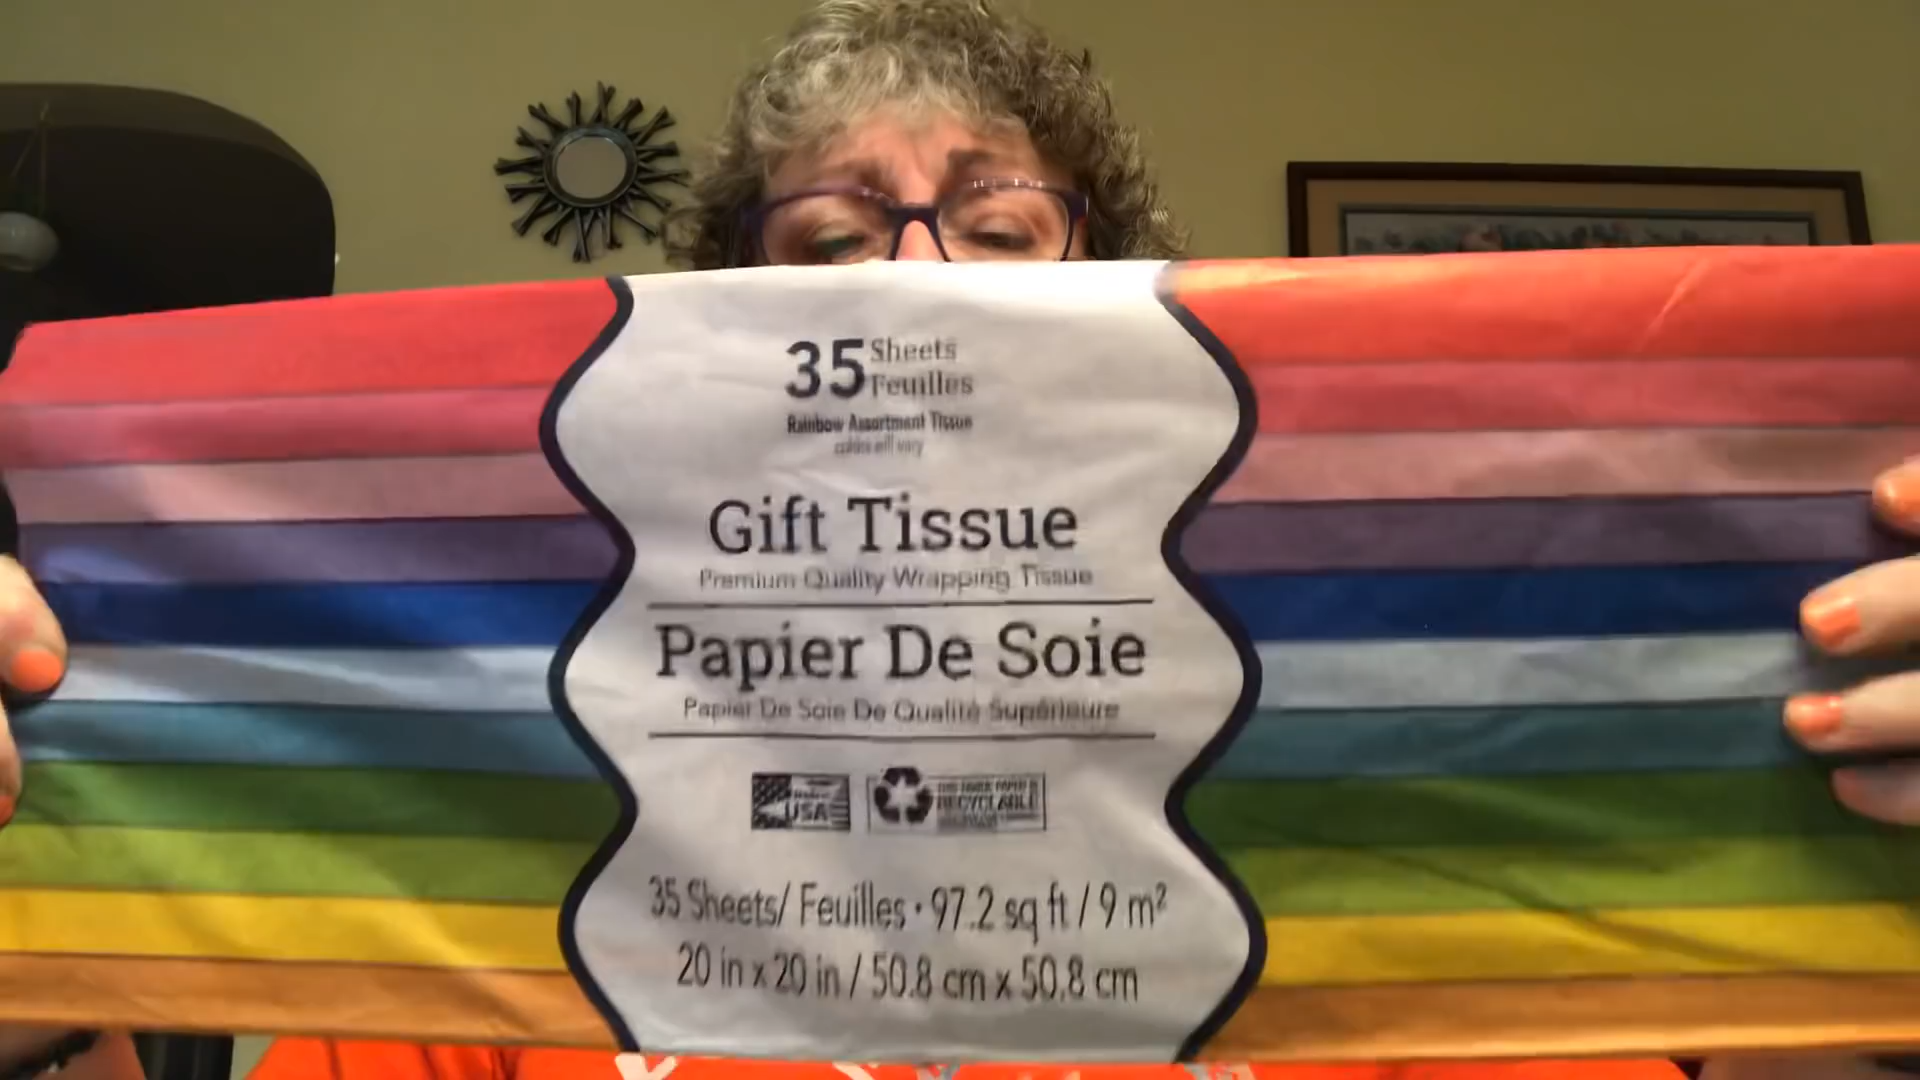 35 Sheets
Feuilles
Rainbow Assortment Tissue
colors will vary
Gift Tissue
Premium Quality Wrapping Tissue
Papier De Soie
Papier De Soie De Qualité Supérieure
USA
RECYCLABLE
35 Sheets/ Feuilles • 97.2 sq ft / 9 m²
20 in x 20 in / 50.8 cm x 50.8 cm